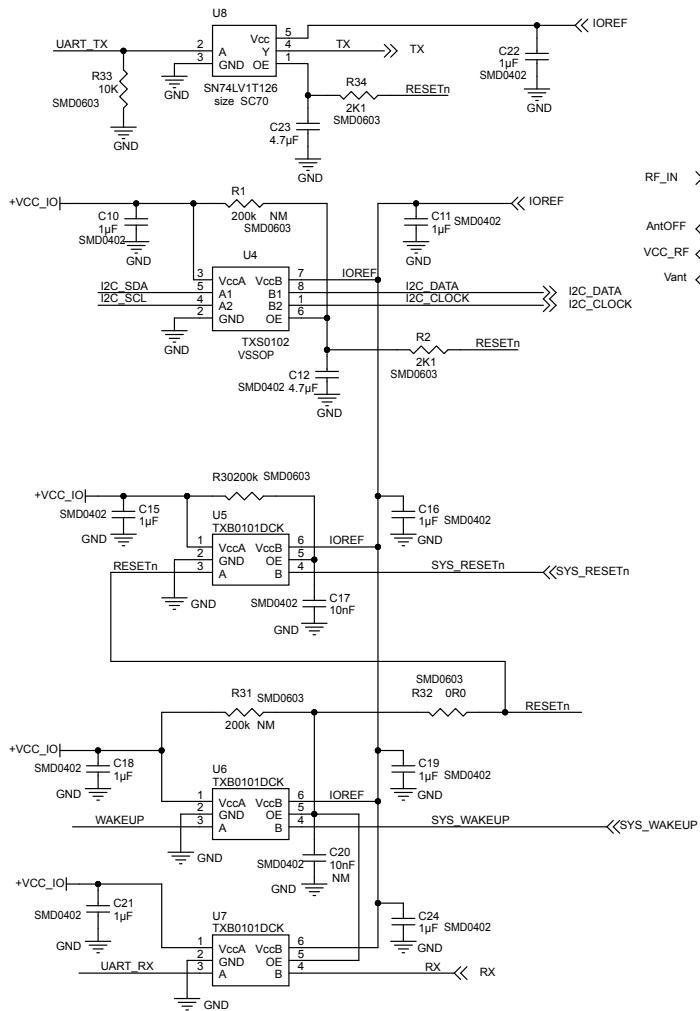 U8
5 IOREF
Vcc
UART_TX 2 A Y 4 TX TX
3 GND OE 1
C22
1µF
SMD0402
R33
10K
SMD0603
GND
SN74LV1T126
size SC70
R34
2K1
SMD0603
RESETn
GND
C23
4.7µF
GND
GND
RF_IN
+VCC_IO
R1
200k NM
SMD0603
IOREF
C10
1µF
SMD0402
C11
1µF
SMD0402
AntOFF
VCC_RF
Vant
GND
GND
U4
3 VccA VccB 7 IOREF
I2C_SDA 5 A1 B1 8 I2C_DATA I2C_DATA
I2C_SCL 4 A2 B2 1 I2C_CLOCK I2C_CLOCK
2 GND OE 6
GND
TXS0102
VSSOP
R2
2K1
SMD0603
RESETn
C12
SMD0402 4.7µF
GND
R30200k SMD0603
+VCC_IO
C15
SMD0402
1µF
GND
C16
1µF SMD0402
GND
U5
TXB0101DCK
1 VccA VccB 6 IOREF
2 GND OE 5
RESETn 3 A B 4 SYS_RESETn SYS_RESETn
GND
SMD0402
C17
10nF
GND
SMD0603
R32 0R0
RESETn
R31 SMD0603
200k NM
+VCC_IO
C18
SMD0402
1µF
GND
C19
1µF SMD0402
GND
U6
TXB0101DCK
1 VccA VccB 6 IOREF
2 GND OE 5
WAKEUP 3 A B 4 SYS_WAKEUP SYS_WAKEUP
GND
SMD0402
C20
10nF
NM
GND
+VCC_IO
C21
SMD0402
1µF
GND
C24
1µF SMD0402
GND
U7
TXB0101DCK
1 VccA VccB 6
2 GND OE 5
UART_RX 3 A B 4 RX RX
GND